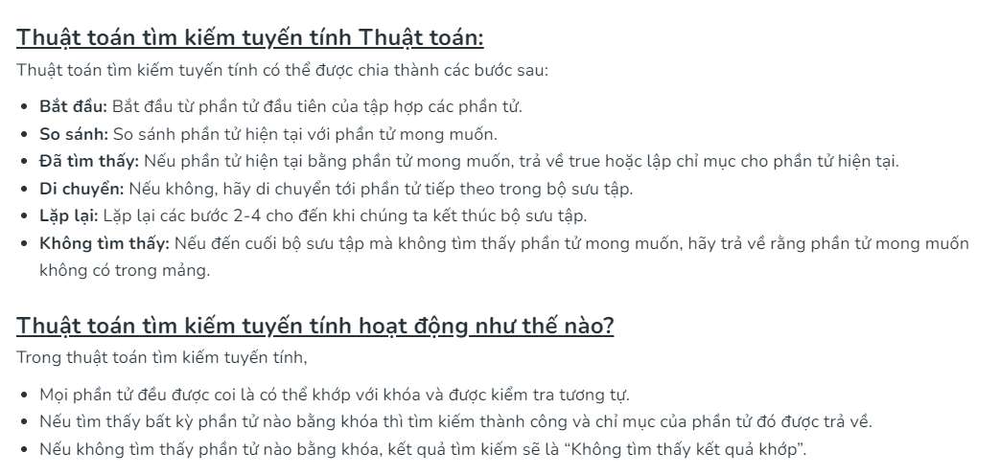 Thuật toán tìm kiếm tuyến tính Thuật toán:
Thuật toán tìm kiếm tuyến tính có thể được chia thành các bước sau:
• Bắt đầu: Bắt đầu từ phần tử đầu tiên của tập hợp các phần tử.
• So sánh: So sánh phần tử hiện tại với phần tử mong muốn.
• Đã tìm thấy: Nếu phần tử hiện tại bằng phần tử mong muốn, trả về true hoặc lập chỉ mục cho phần tử hiện tại.
• Di chuyển: Nếu không, hãy di chuyển tới phần tử tiếp theo trong bộ sưu tập.
• Lặp lại: Lặp lại các bước 2-4 cho đến khi chúng ta kết thúc bộ sưu tập.
• Không tìm thấy: Nếu đến cuối bộ sưu tập mà không tìm thấy phần tử mong muốn, hãy trả về rằng phần tử mong muốn
không có trong mảng.
Thuật toán tìm kiếm tuyến tính hoạt động như thế nào?
Trong thuật toán tìm kiếm tuyến tính,
• Mọi phần tử đều được coi là có thể khớp với khóa và được kiểm tra tương tự.
• Nếu tìm thấy bất kỳ phần tử nào bằng khóa thì tìm kiếm thành công và chỉ mục của phần tử đó được trả về.
• Nếu không tìm thấy phần tử nào bằng khóa, kết quả tìm kiếm sẽ là “Không tìm thấy kết quả khớp”.